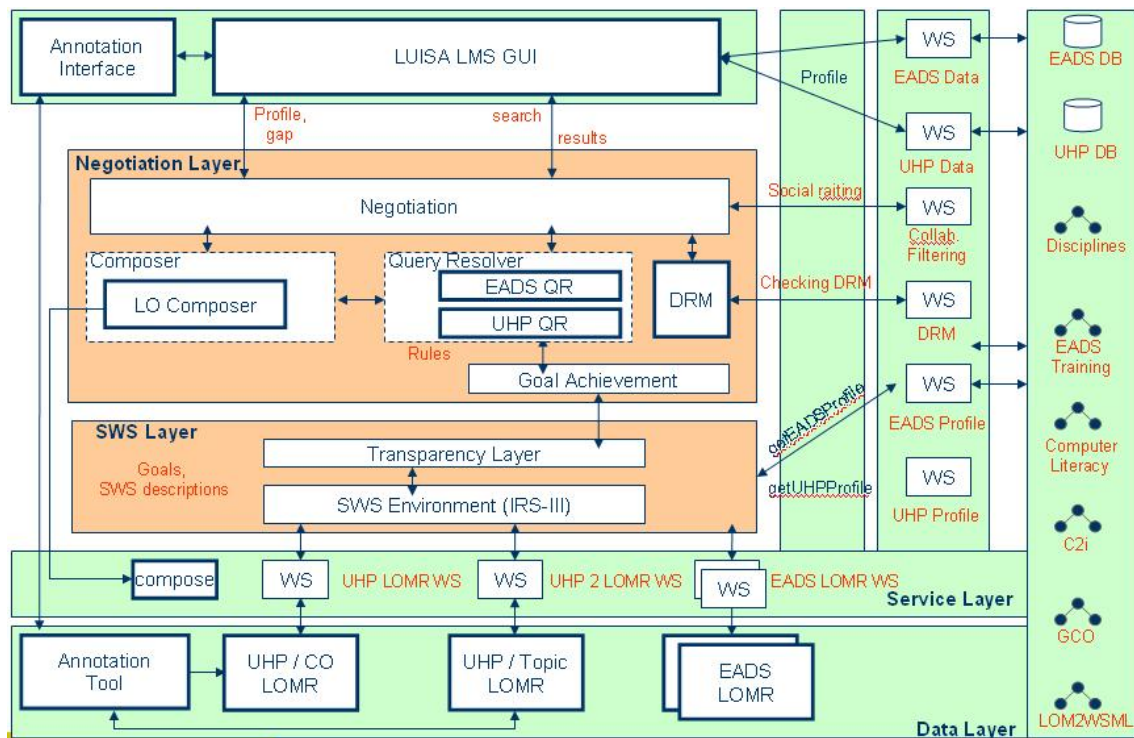 Annotation
Interface
LUISA LMS GUI
Profile
WS
EADS Data
EADS DB
Profile,
gap
search
results
WS
UHP Data
UHP DB
Negotiation Layer
Negotiation
Social raiting
WS
Collab.
Filtering
Disciplines
Composer
LO Composer
Query Resolver
EADS QR
UHP QR
DRM
Checking DRM
WS
DRM
EADS
Training
Rules
Goal Achievement
getEADSProfile
WS
EADS Profile
Computer
Literacy
SWS Layer
Goals,
SWS descriptions
Transparency Layer
SWS Environment (IRS-III)
getUHPProfile
WS
UHP Profile
C2i
compose
WS
UHP LOMR WS
WS
UHP 2 LOMR WS
WS
EADS LOMR WS
Service Layer
GCO
Annotation
Tool
UHP / CO
LOMR
UHP / Topic
LOMR
EADS
LOMR
Data Layer
LOM2WSML